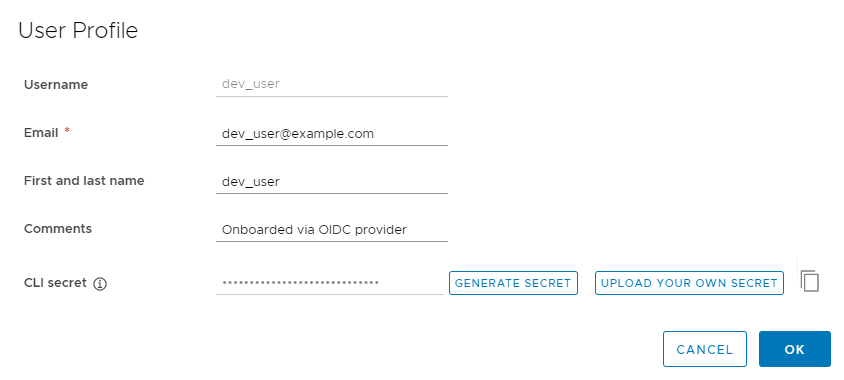 User Profile
Username dev_user
Email * dev_user@example.com
First and last name dev_user
Comments Onboarded via OIDC provider
CLI secret ••••••••••••••••••••••••••••• GENERATE SECRET UPLOAD YOUR OWN SECRET
CANCEL OK